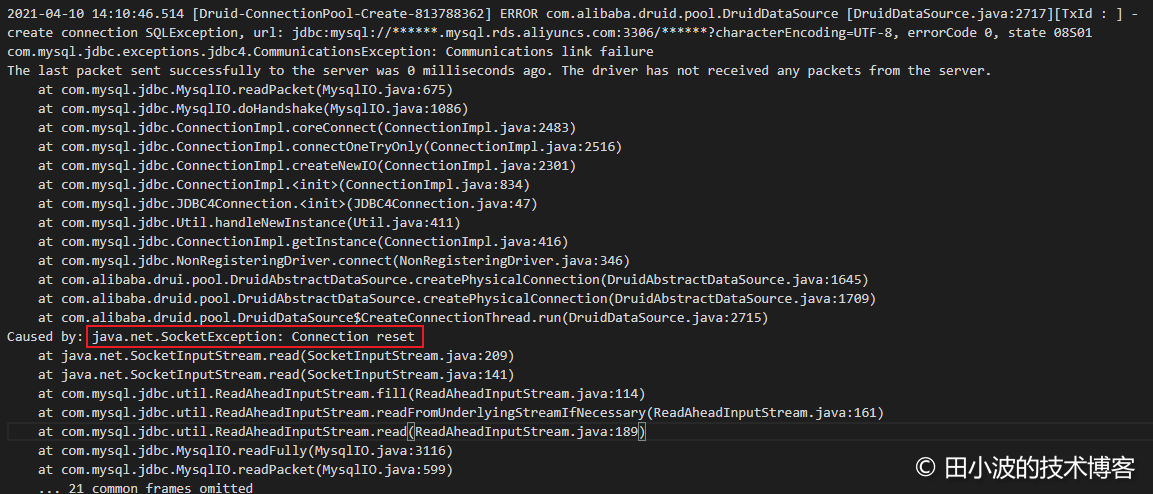 2021-04-10 14:10:46.514 [Druid-ConnectionPool-Create-813788362] ERROR com.alibaba.druid.pool.DruidDataSource [DruidDataSource.java:2717][TxId : ] -
create connection SQLException, url: jdbc:mysql://******.mysql.rds.aliyuncs.com:3306/******?characterEncoding=UTF-8, errorCode 0, state 08S01
com.mysql.jdbc.exceptions.jdbc4.CommunicationsException: Communications link failure
The last packet sent successfully to the server was 0 milliseconds ago. The driver has not received any packets from the server.
    at com.mysql.jdbc.MysqlIO.readPacket(MysqlIO.java:675)
    at com.mysql.jdbc.MysqlIO.doHandshake(MysqlIO.java:1086)
    at com.mysql.jdbc.ConnectionImpl.coreConnect(ConnectionImpl.java:2483)
    at com.mysql.jdbc.ConnectionImpl.connectOneTryOnly(ConnectionImpl.java:2516)
    at com.mysql.jdbc.ConnectionImpl.createNewIO(ConnectionImpl.java:2301)
    at com.mysql.jdbc.ConnectionImpl.<init>(ConnectionImpl.java:834)
    at com.mysql.jdbc.JDBC4Connection.<init>(JDBC4Connection.java:47)
    at com.mysql.jdbc.Util.handleNewInstance(Util.java:411)
    at com.mysql.jdbc.ConnectionImpl.getInstance(ConnectionImpl.java:416)
    at com.mysql.jdbc.NonRegisteringDriver.connect(NonRegisteringDriver.java:346)
    at com.alibaba.drui.pool.DruidAbstractDataSource.createPhysicalConnection(DruidAbstractDataSource.java:1645)
    at com.alibaba.druid.pool.DruidAbstractDataSource.createPhysicalConnection(DruidAbstractDataSource.java:1709)
    at com.alibaba.druid.pool.DruidDataSource$CreateConnectionThread.run(DruidDataSource.java:2715)
Caused by: java.net.SocketException: Connection reset
    at java.net.SocketInputStream.read(SocketInputStream.java:209)
    at java.net.SocketInputStream.read(SocketInputStream.java:141)
    at com.mysql.jdbc.util.ReadAheadInputStream.fill(ReadAheadInputStream.java:114)
    at com.mysql.jdbc.util.ReadAheadInputStream.readFromUnderlyingStreamIfNecessary(ReadAheadInputStream.java:161)
    at com.mysql.jdbc.util.ReadAheadInputStream.read(ReadAheadInputStream.java:189)
    at com.mysql.jdbc.MysqlIO.readFully(MysqlIO.java:3116)
    at com.mysql.jdbc.MysqlIO.readPacket(MysqlIO.java:599)
    ... 21 common frames omitted
© 田小波的技术博客